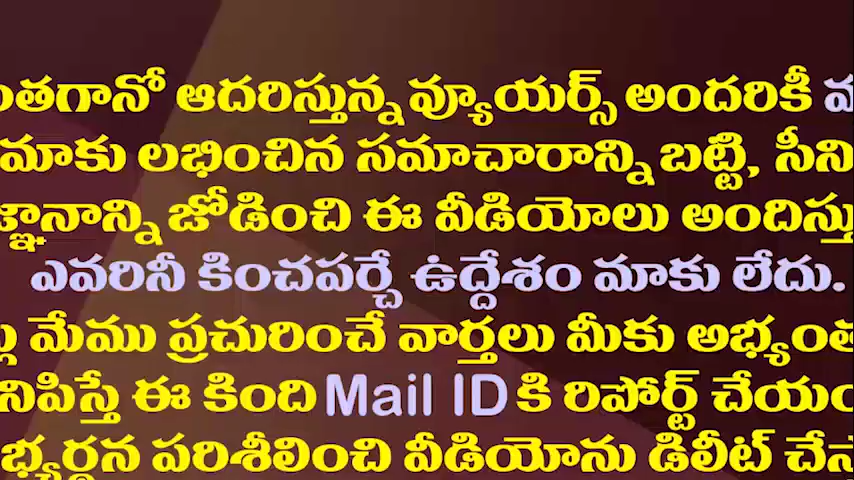 ంతగానో ఆదరిస్తున్న వ్యూయర్స్ అందరికీ
మాకు లభించిన సమాచారాన్ని బట్టి, సీని
జ్ఞానాన్ని జోడించి ఈ వీడియోలు అందిస్తు
ఎవరినీ కించపర్చే ఉద్దేశం మాకు లేదు.
మేము ప్రచురించే వార్తలు మీకు అభ్యంత
నిపిస్తే ఈ కింది Mail ID కి రిపోర్ట్ చేయం
భ్యర్థన పరిశీలించి వీడియోను డిలీట్ చేస